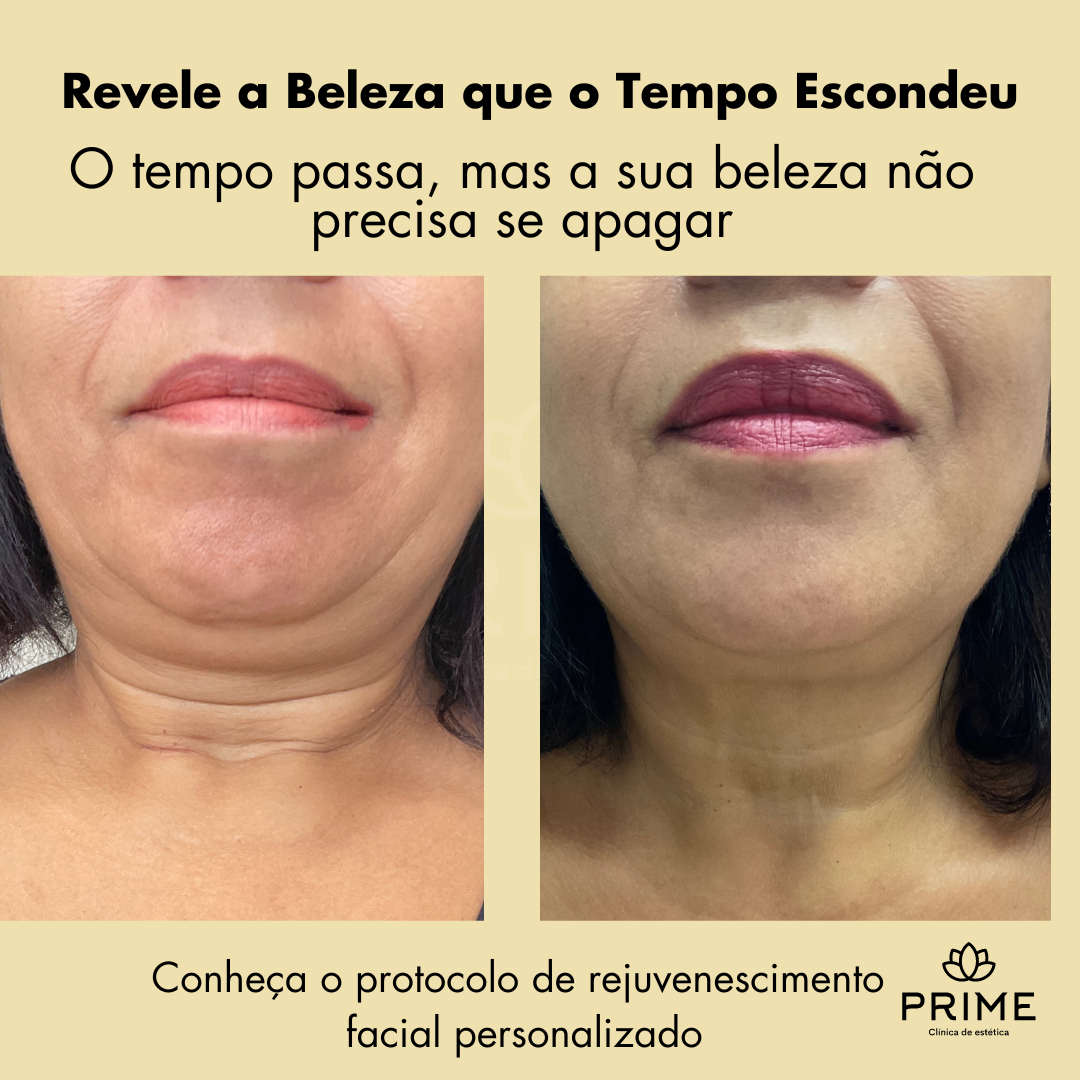 Revele a Beleza que o Tempo Escondeu
O tempo passa, mas a sua beleza não
precisa se apagar
Conheça o protocolo de rejuvenescimento
facial personalizado
PRIME
Clínica de estética